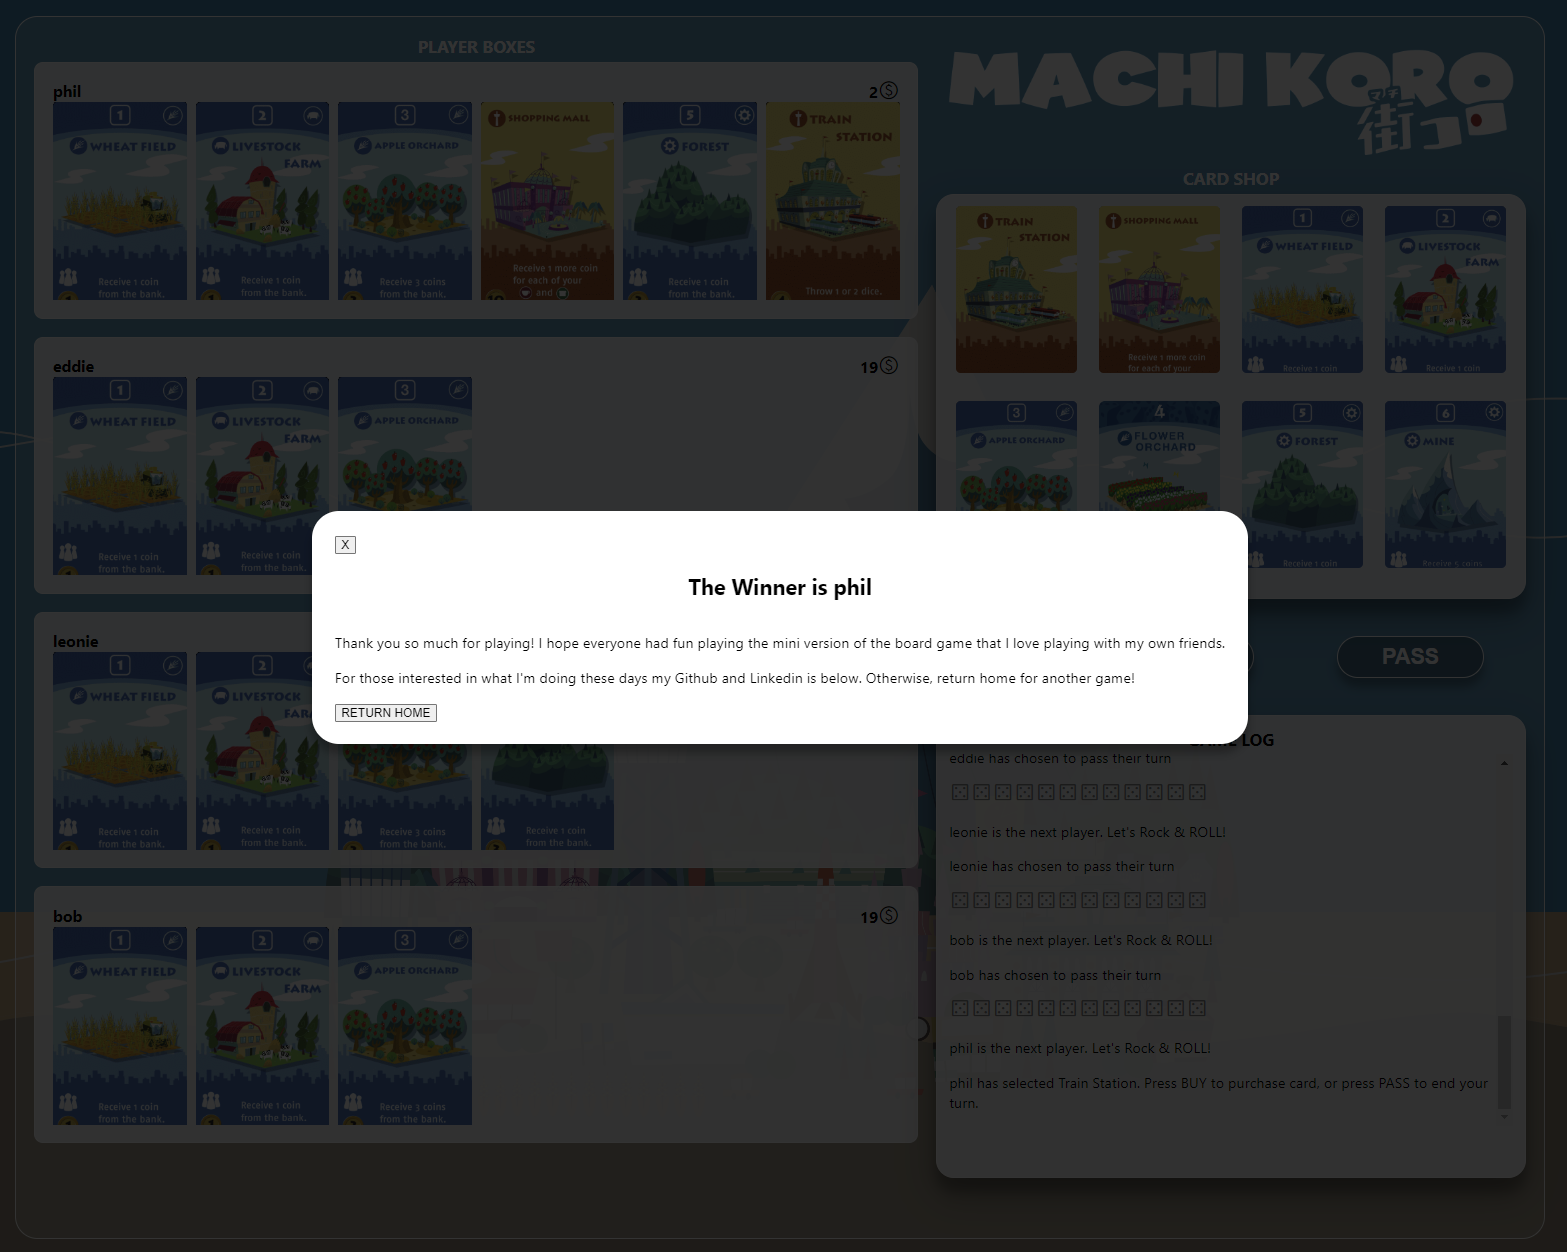 PLAYER BOXES
phil
2
1
WHEAT FIELD
Receive 1 coin
from the bank.
2
LIVESTOCK
FARM
Receive 1 coin
from the bank.
3
APPLE ORCHARD
Receive 3 coins
from the bank.
SHOPPING MALL
Receive 1 more coin
for each of your
and
5
FOREST
Receive 1 coin
from the bank.
TRAIN
STATION
Throw 1 or 2 dice.
eddie
19
1
WHEAT FIELD
Receive 1 coin
from the bank.
2
LIVESTOCK
FARM
Receive 1 coin
from the bank.
3
APPLE ORCHARD
leonie
1
WHEAT FIELD
Receive 1 coin
from the bank.
2
LIVESTOCK
FARM
Receive 1 coin
from the bank.
Receive 3 coins
from the bank.
Receive 1 coin
from the bank.
bob
19
1
WHEAT FIELD
Receive 1 coin
from the bank.
2
LIVESTOCK
FARM
Receive 1 coin
from the bank.
3
APPLE ORCHARD
Receive 3 coins
from the bank.
MACHI KORO
マチ
街コロ
CARD SHOP
TRAIN
STATION
SHOPPING MALL
Receive 1 more coin
for each of your
1
WHEAT FIELD
Receive 1 coin
2
LIVESTOCK
FARM
Receive 1 coin
3
APPLE ORCHARD
4
FLOWER
ORCHARD
5
FOREST
Receive 1 coin
6
MINE
Receive 5 coins
X
The Winner is phil
Thank you so much for playing! I hope everyone had fun playing the mini version of the board game that I love playing with my own friends.
For those interested in what I'm doing these days my Github and Linkedin is below. Otherwise, return home for another game!
RETURN HOME
PASS
GAME LOG
eddie has chosen to pass their turn
leonie is the next player. Let's Rock & ROLL!
leonie has chosen to pass their turn
bob is the next player. Let's Rock & ROLL!
bob has chosen to pass their turn
phil is the next player. Let's Rock & ROLL!
phil has selected Train Station. Press BUY to purchase card, or press PASS to end your
turn.